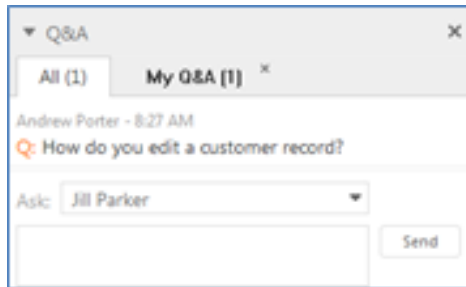 Q&A
All (1) My Q&A (1)
Andrew Porter - 8:27 AM
Q: How do you edit a customer record?
Ask: Jill Parker
Send